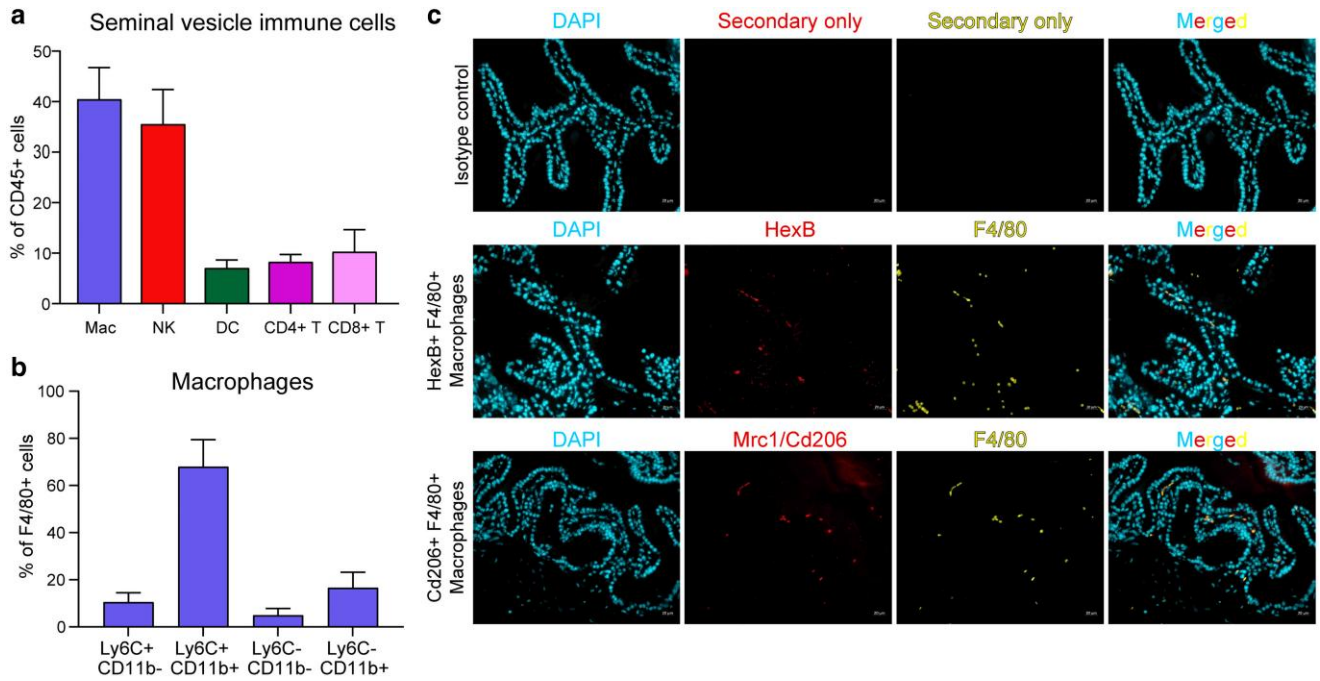 a
Seminal vesicle immune cells
50
40
30
20
10
0
% of CD45+ cells
Mac NK DC CD4+ T CD8+ T
b
Macrophages
100
80
60
40
20
0
% of F4/80+ cells
Ly6C+ Ly6C+ Ly6C- Ly6C-
CD11b- CD11b+ CD11b- CD11b+
c
DAPI Secondary only Secondary only Merged
Isotype control
DAPI HexB F4/80 Merged
HexB+ F4/80+
Macrophages
DAPI Mrc1/Cd206 F4/80 Merged
Cd206+ F4/80+
Macrophages